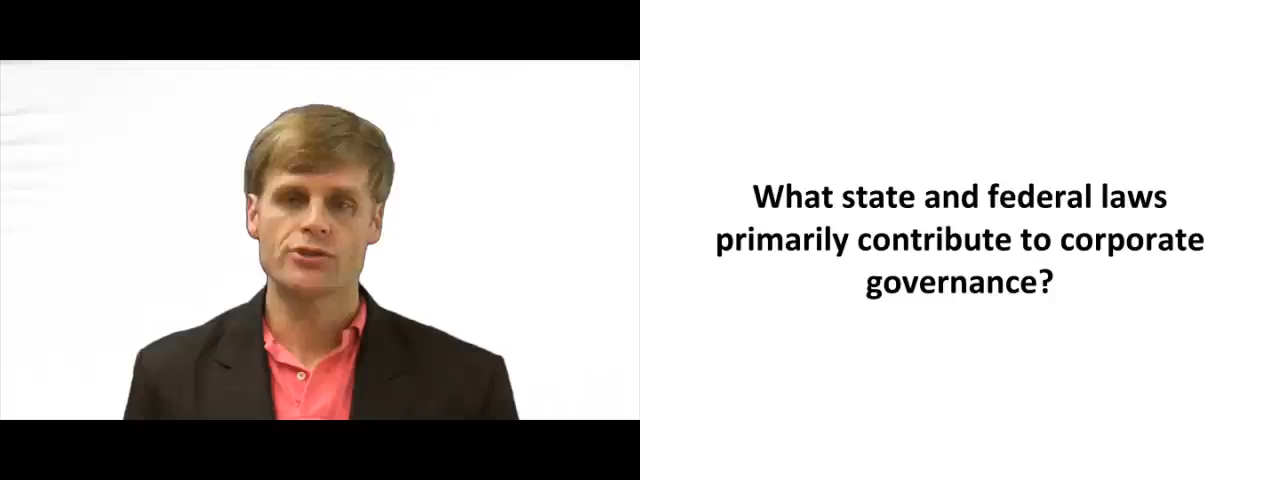 What state and federal laws
primarily contribute to corporate
governance?